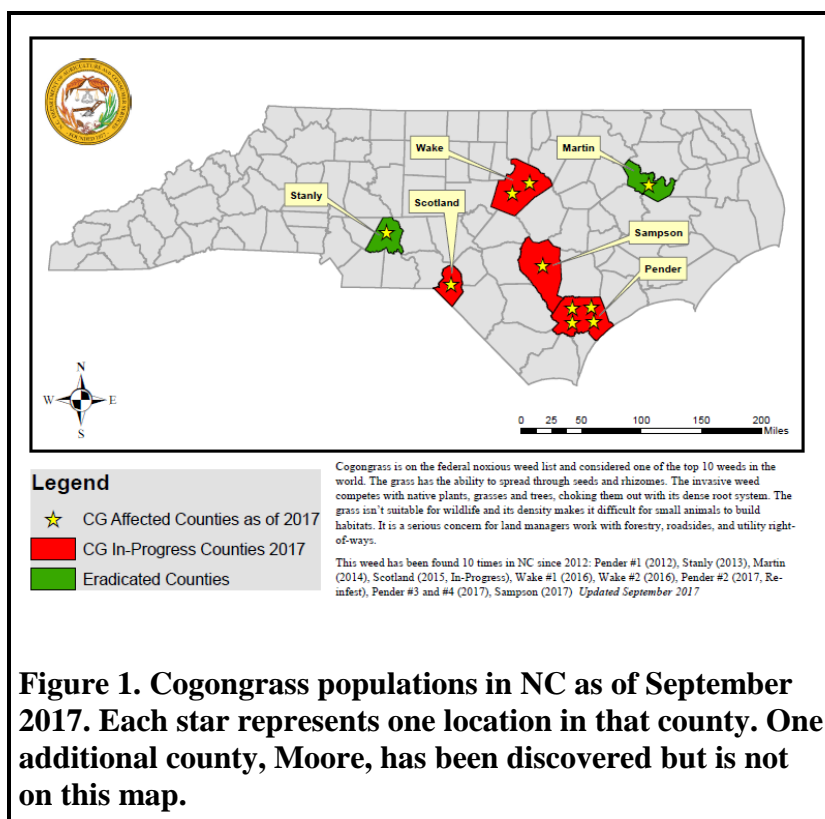 N.C. DEPARTMENT OF AGRICULTURE AND CONSUMER SERVICES
FOUNDED 1877
Wake
Martin
Stanly
Scotland
Sampson
Pender
N
W E
S
0 25 50 100 150 200
Miles
Legend
CG Affected Counties as of 2017
CG In-Progress Counties 2017
Eradicated Counties
Cogongrass is on the federal noxious weed list and considered one of the top 10 weeds in the
world. The grass has the ability to spread through seeds and rhizomes. The invasive weed
competes with native plants, grasses and trees, choking them out with its dense root system. The
grass isn't suitable for wildlife and its density makes it difficult for small animals to build
habitats. It is a serious concern for land managers work with forestry, roadsides, and utility right-
of-ways.
This weed has been found 10 times in NC since 2012: Pender #1 (2012), Stanly (2013), Martin
(2014), Scotland (2015, In-Progress), Wake #1 (2016), Wake #2 (2016), Pender #2 (2017, Re-
infest), Pender #3 and #4 (2017), Sampson (2017) Updated September 2017
Figure 1. Cogongrass populations in NC as of September
2017. Each star represents one location in that county. One
additional county, Moore, has been discovered but is not
on this map.